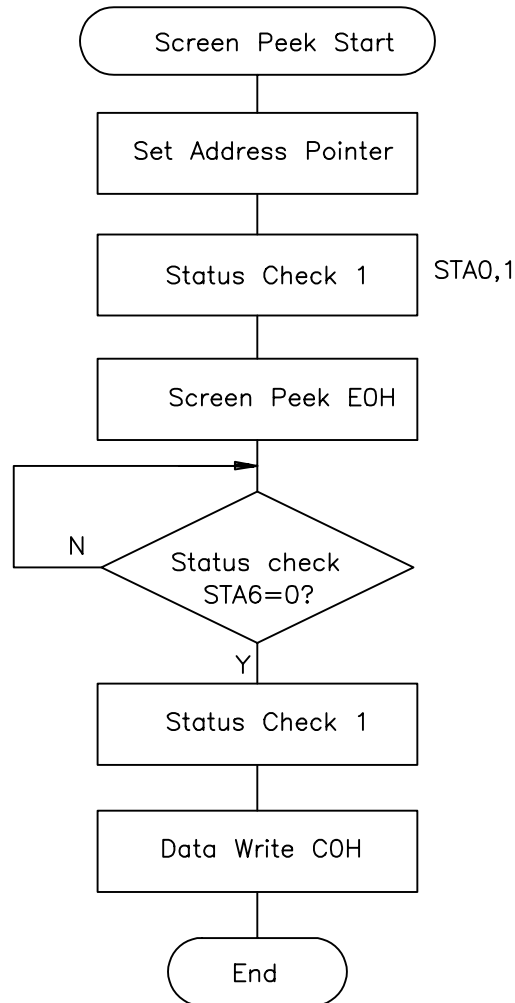 Screen Peek Start
Set Address Pointer
Status Check 1
STA0,1
Screen Peek E0H
N
Status check
STA6=0?
Y
Status Check 1
Data Write C0H
End